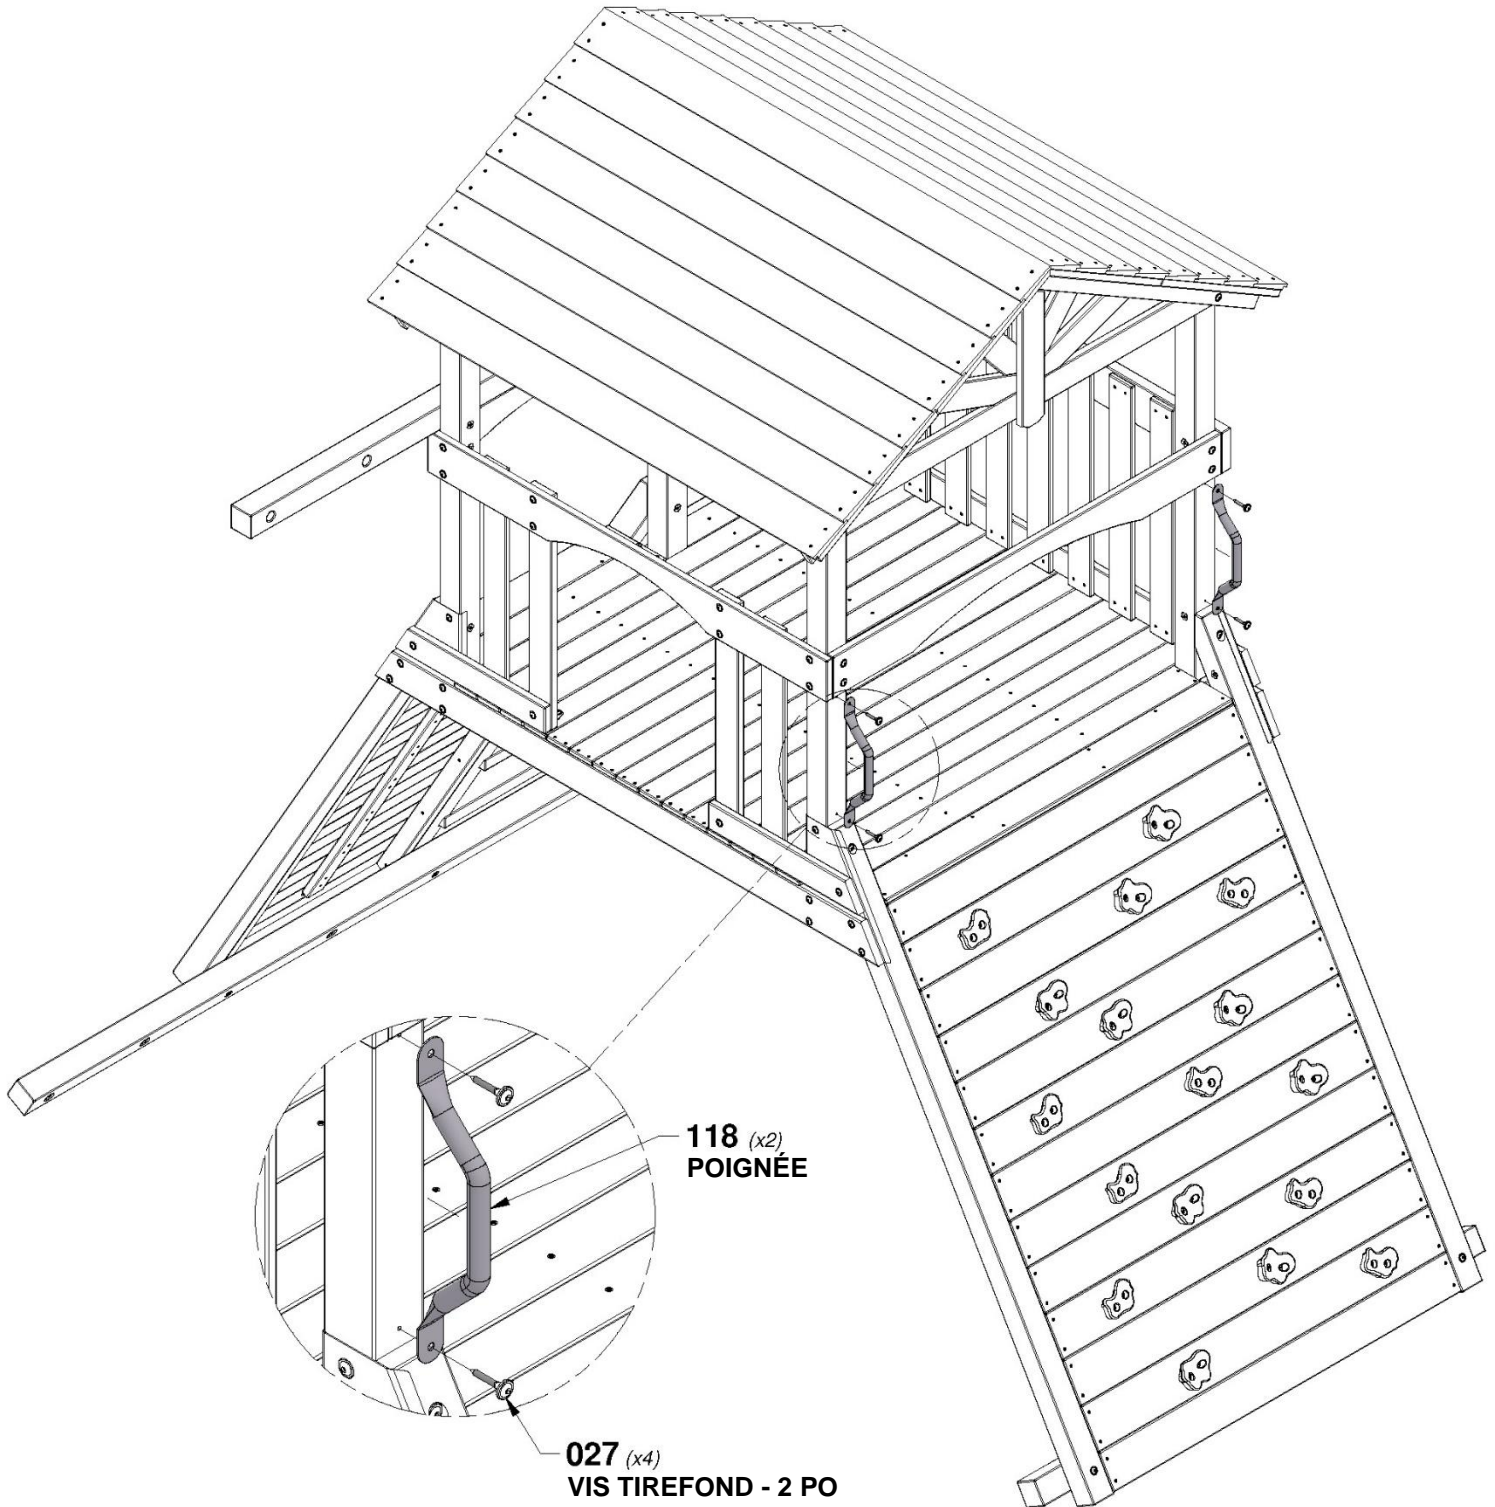 118 (x2)
POIGNÉE
027 (x4)
VIS TIREFOND - 2 PO